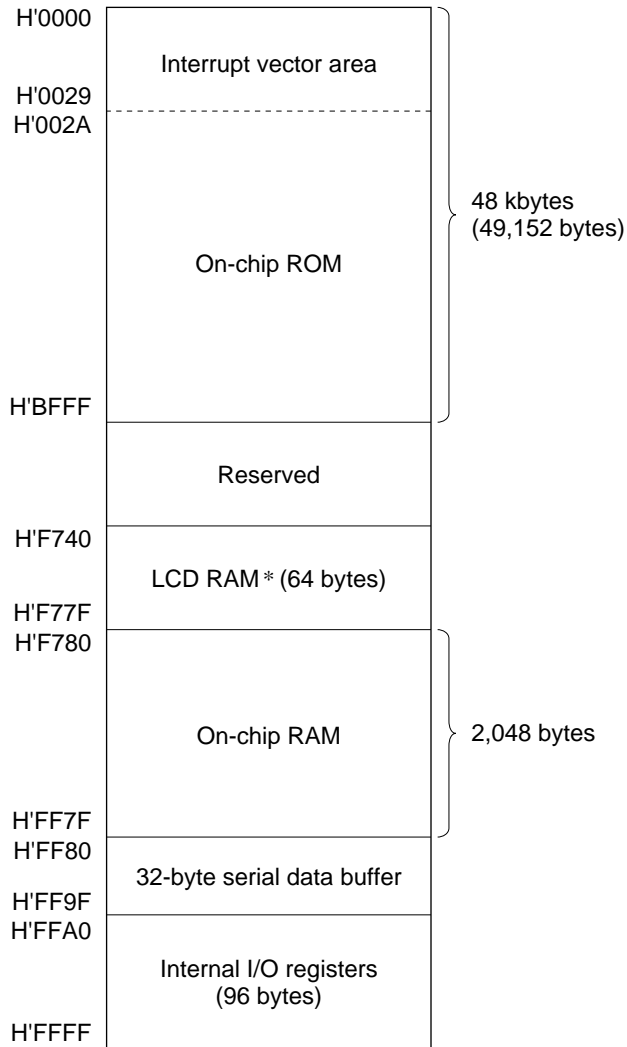 H'0000
Interrupt vector area
H'0029
H'002A
48 kbytes
(49,152 bytes)
On-chip ROM
H'BFFF
Reserved
H'F740
LCD RAM* (64 bytes)
H'F77F
H'F780
On-chip RAM
2,048 bytes
H'FF7F
H'FF80
32-byte serial data buffer
H'FF9F
H'FFA0
Internal I/O registers
(96 bytes)
H'FFFF